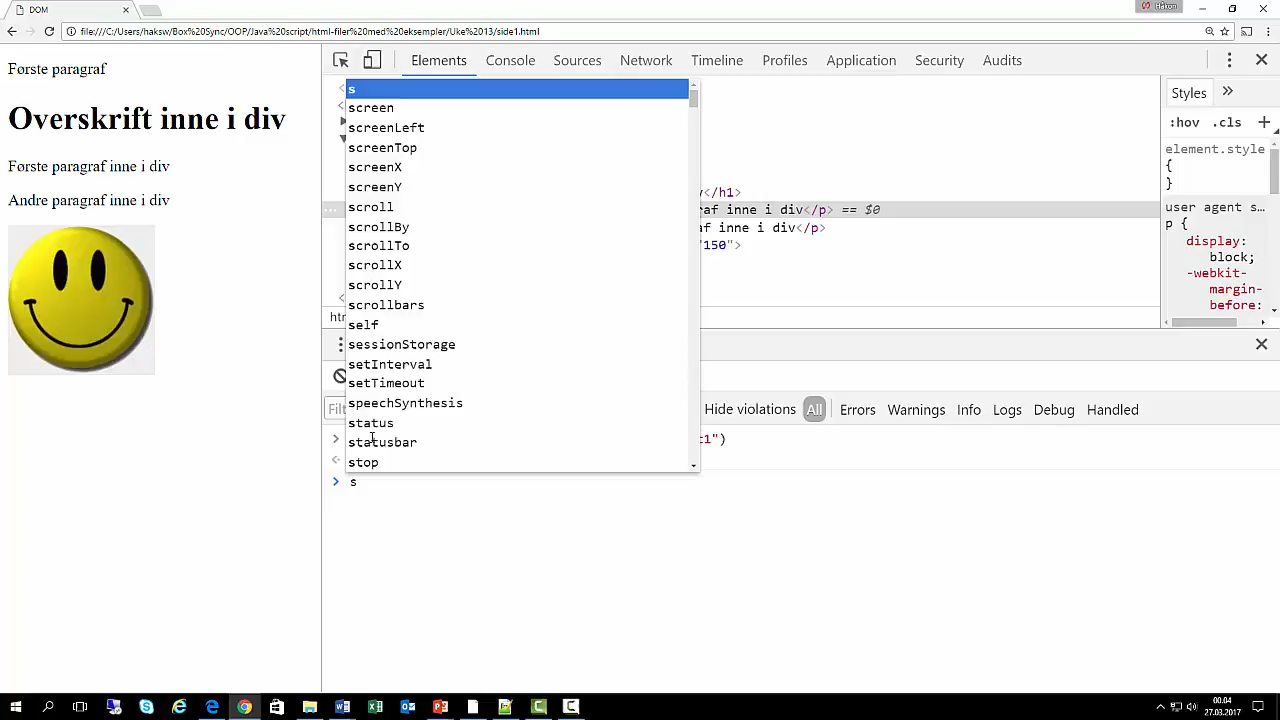 DOM
Håkon
file:///C:/Users/haksw/Box%20Sync/OOP/Java%20script/html-filer%20med%20eksempler/Uke%2013/side1.html
Første paragraf
Overskrift inne i div
Første paragraf inne i div
Andre paragraf inne i div
Elements Console Sources Network Timeline Profiles Application Security Audits
s
screen
screenLeft
screenTop
screenX
screenY
scroll
scrollBy
scrollTo
scrollX
scrollY
scrollbars
self
sessionStorage
setInterval
setTimeout
speechSynthesis
status
statusbar
stop
</h1>
af inne i div</p> == $0
af inne i div</p>
"150">
Styles »
:hov .cls +
element.style
{
}
user agent s...
p {
display:
block;
-webkit-
margin-
before:
Hide violations All Errors Warnings Info Logs Debug Handled
t1")
> s
00.04
27.03.2017